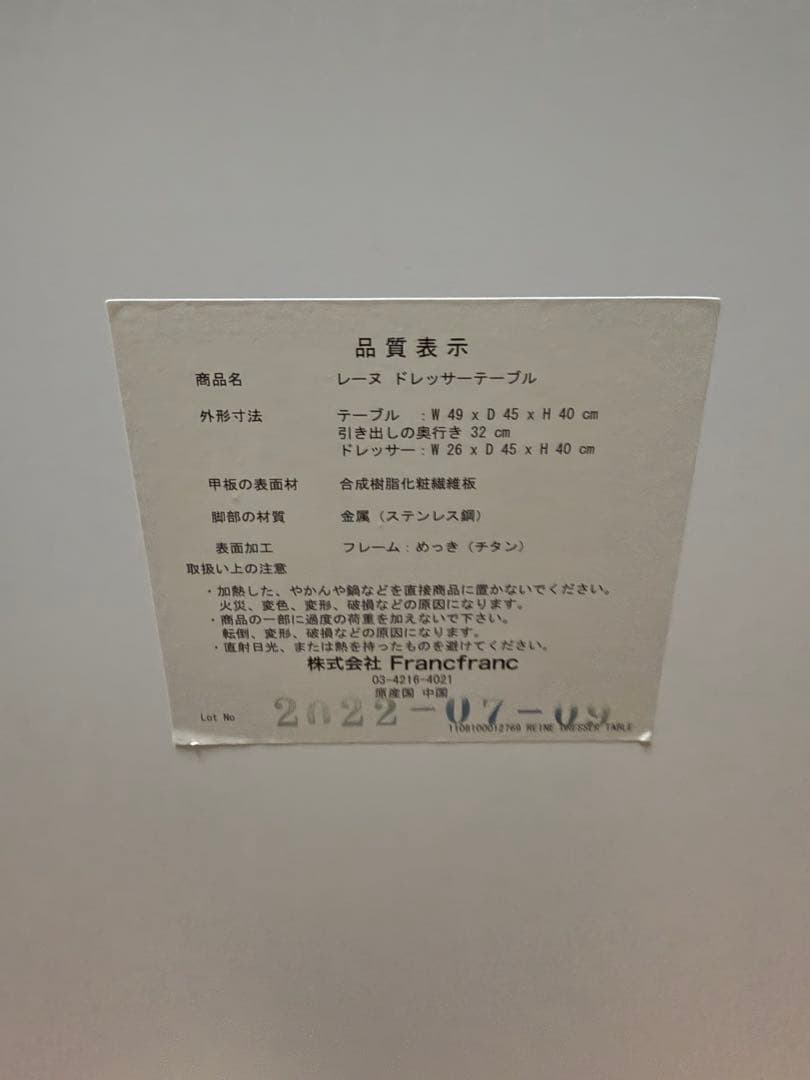 品質表示
商品名 レーヌ ドレッサーテーブル
外形寸法 テーブル :W 49 x D 45 x H 40 cm
引き出しの奥行き 32 cm
ドレッサー:W 26 x D 45 x H 40 cm
甲板の表面材 合成樹脂化粧繊維板
脚部の材質 金属(ステンレス鋼)
表面加工 フレーム:めっき(チタン)
取扱い上の注意
・加熱した、やかんや鍋などを直接商品に置かないでください。
火災、変色、変形、破損などの原因になります。
・商品の一部に過度の荷重を加えないで下さい。
転倒、変形、破損などの原因になります。
・直射日光、または熱を持ったものを避けてください。
株式会社 Francfranc
03-4216-4021
原産国 中国
Lot No 2022-07-09
1108100012769 REINE DRESSER TABLE